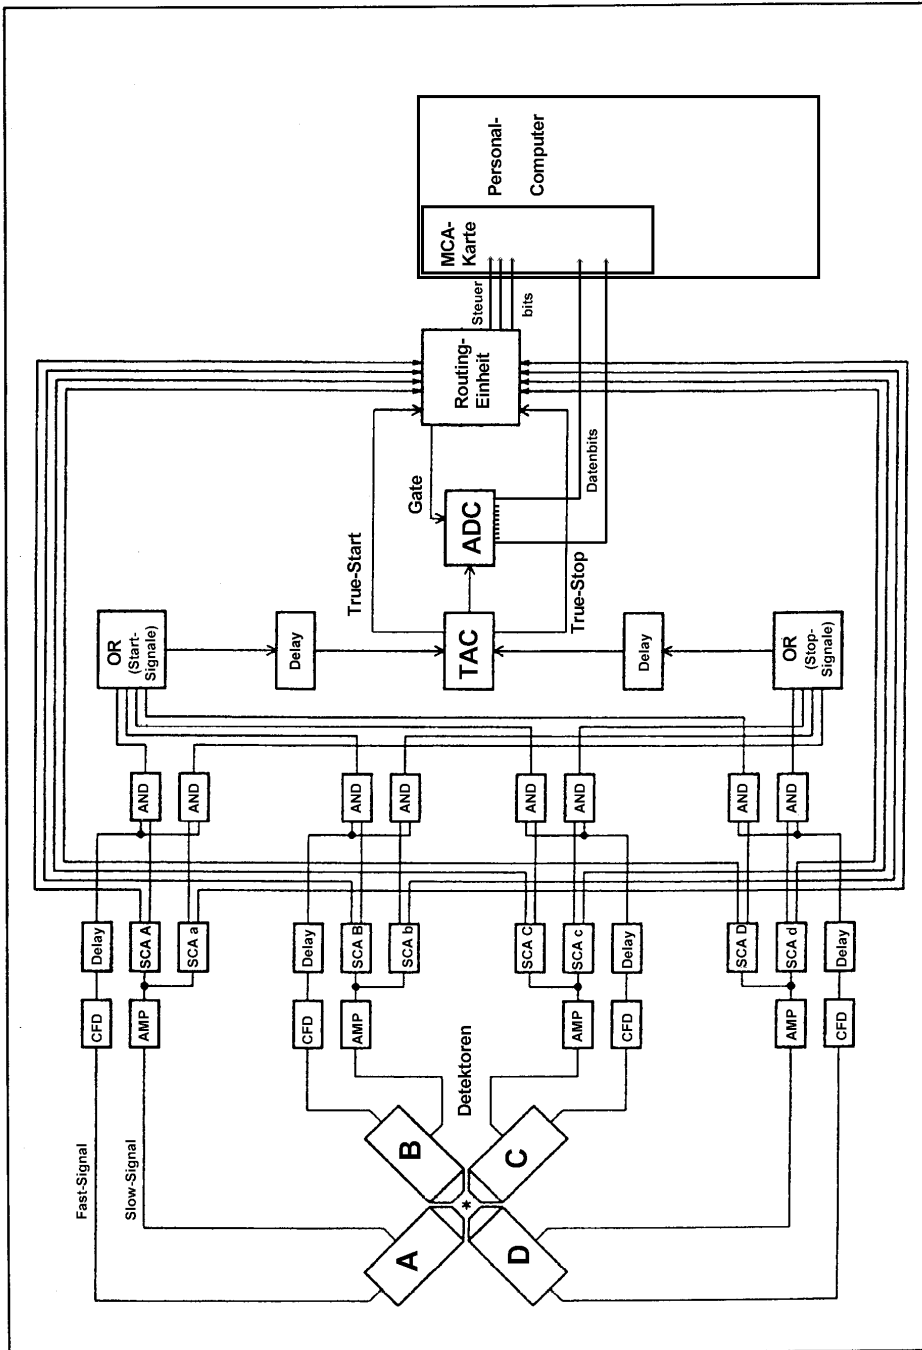 Personal-
Computer
MCA-
Karte
Steuer
bits
Routing-
Einheit
Gate
Datenbits
ADC
True-Start
True-Stop
OR
(Start-
Signale)
Delay
TAC
Delay
OR
(Stop-
Signale)
AND
AND
AND
AND
AND
AND
AND
AND
Delay
SCA A
SCA a
Delay
SCA B
SCA b
SCA C
SCA c
Delay
SCA D
SCA d
Delay
CFD
AMP
CFD
AMP
AMP
CFD
AMP
CFD
Detektoren
Fast-Signal
Slow-Signal
B
C
*
A
D